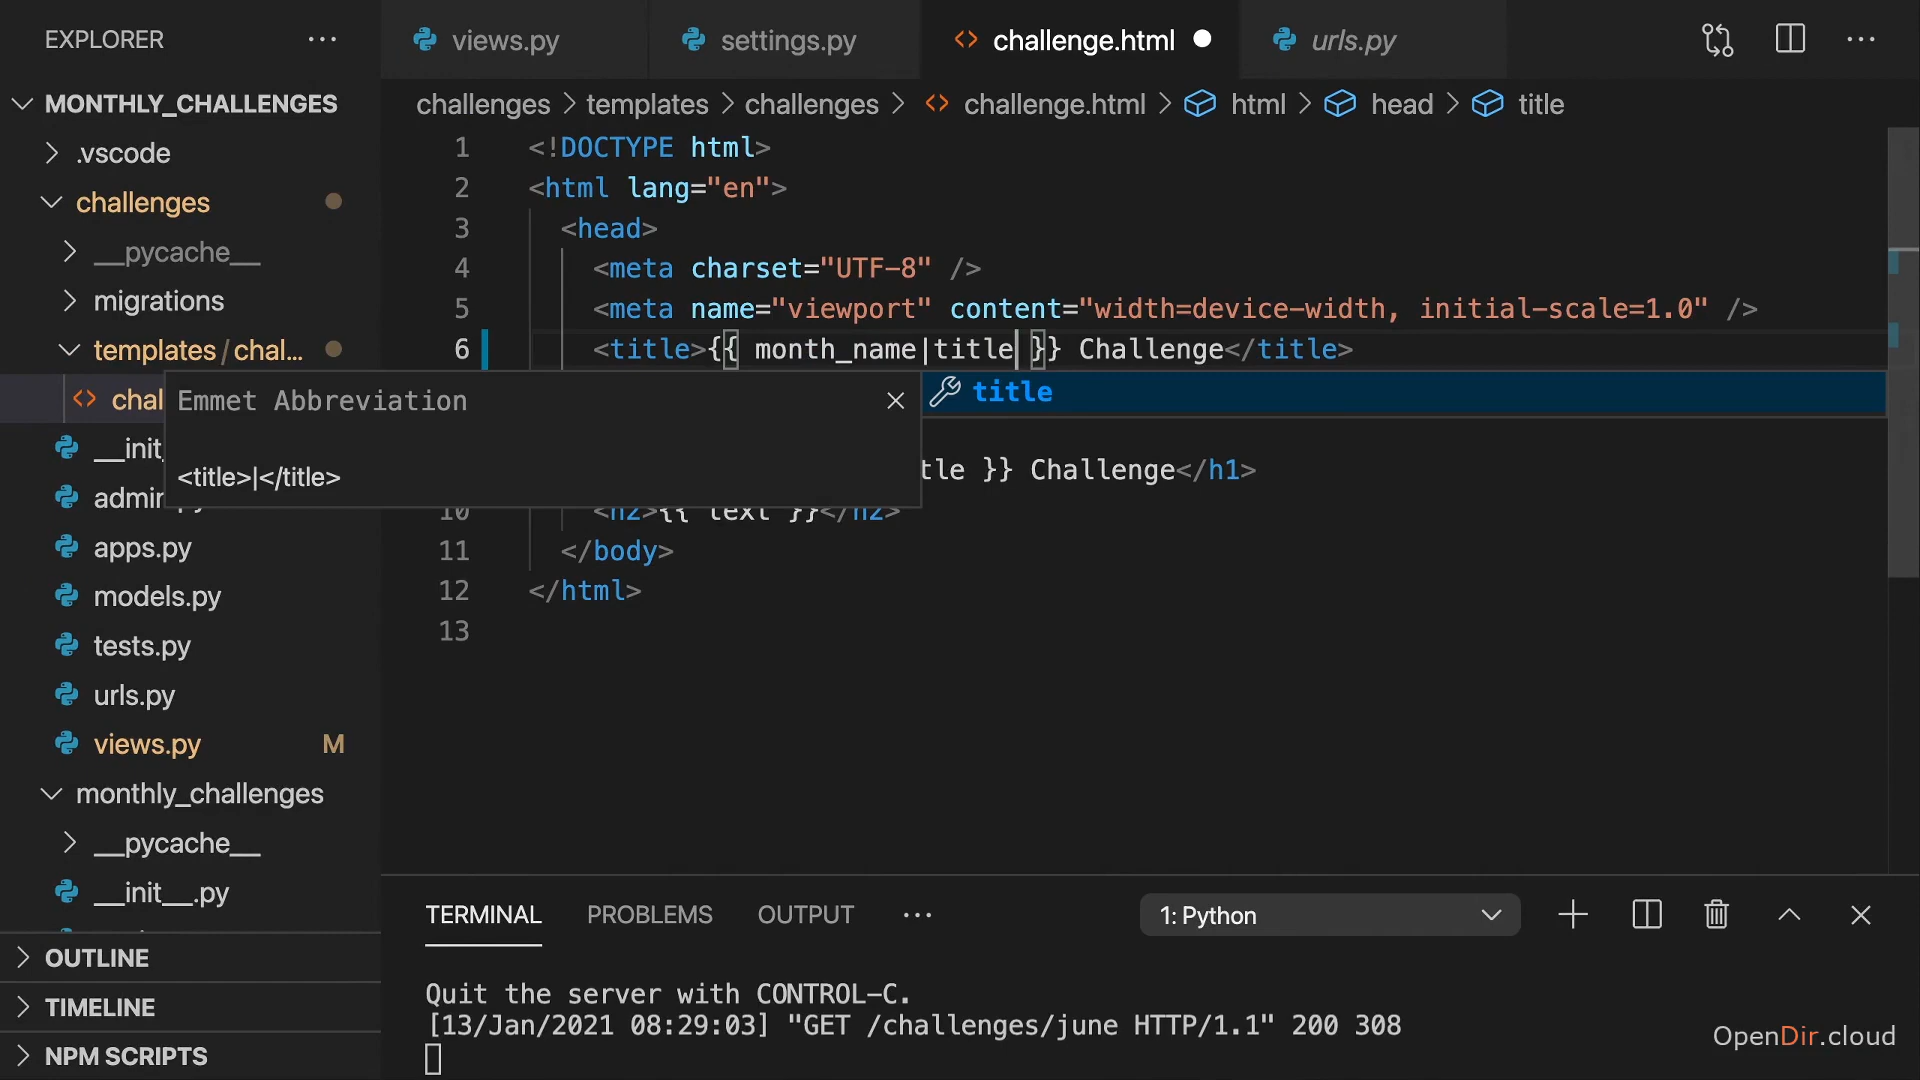 EXPLORER
views.py
settings.py
challenge.html
urls.py
MONTHLY_CHALLENGES
.vscode
challenges
__pycache__
migrations
templates/chal...
chal
__init
admin
apps.py
models.py
tests.py
urls.py
views.py M
monthly_challenges
__pycache__
__init__.py
OUTLINE
TIMELINE
NPM SCRIPTS
challenges > templates > challenges > challenge.html > html > head > title
1 <!DOCTYPE html>
2 <html lang="en">
3 <head>
4 <meta charset="UTF-8" />
5 <meta name="viewport" content="width=device-width, initial-scale=1.0" />
6 <title>{{ month_name|title }} Challenge</title>
Emmet Abbreviation
<title>|</title>
title
tle }} Challenge</h1>
10 <h2>{{ text }}</h2>
11 </body>
12 </html>
13
TERMINAL PROBLEMS OUTPUT
1: Python
Quit the server with CONTROL-C.
[13/Jan/2021 08:29:03] "GET /challenges/june HTTP/1.1" 200 308
OpenDir.cloud